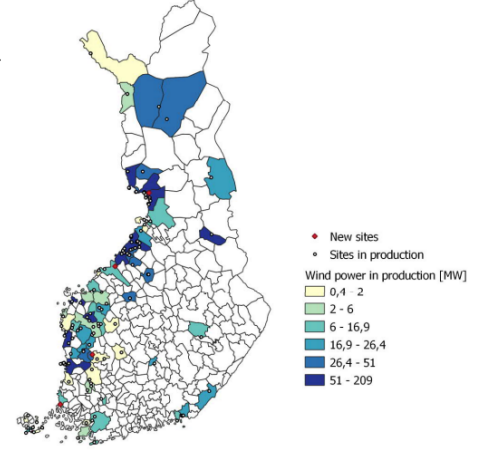 New sites
Sites in production
Wind power in production [MW]
0,4 - 2
2 - 6
6 - 16,9
16,9 - 26,4
26,4 - 51
51 - 209